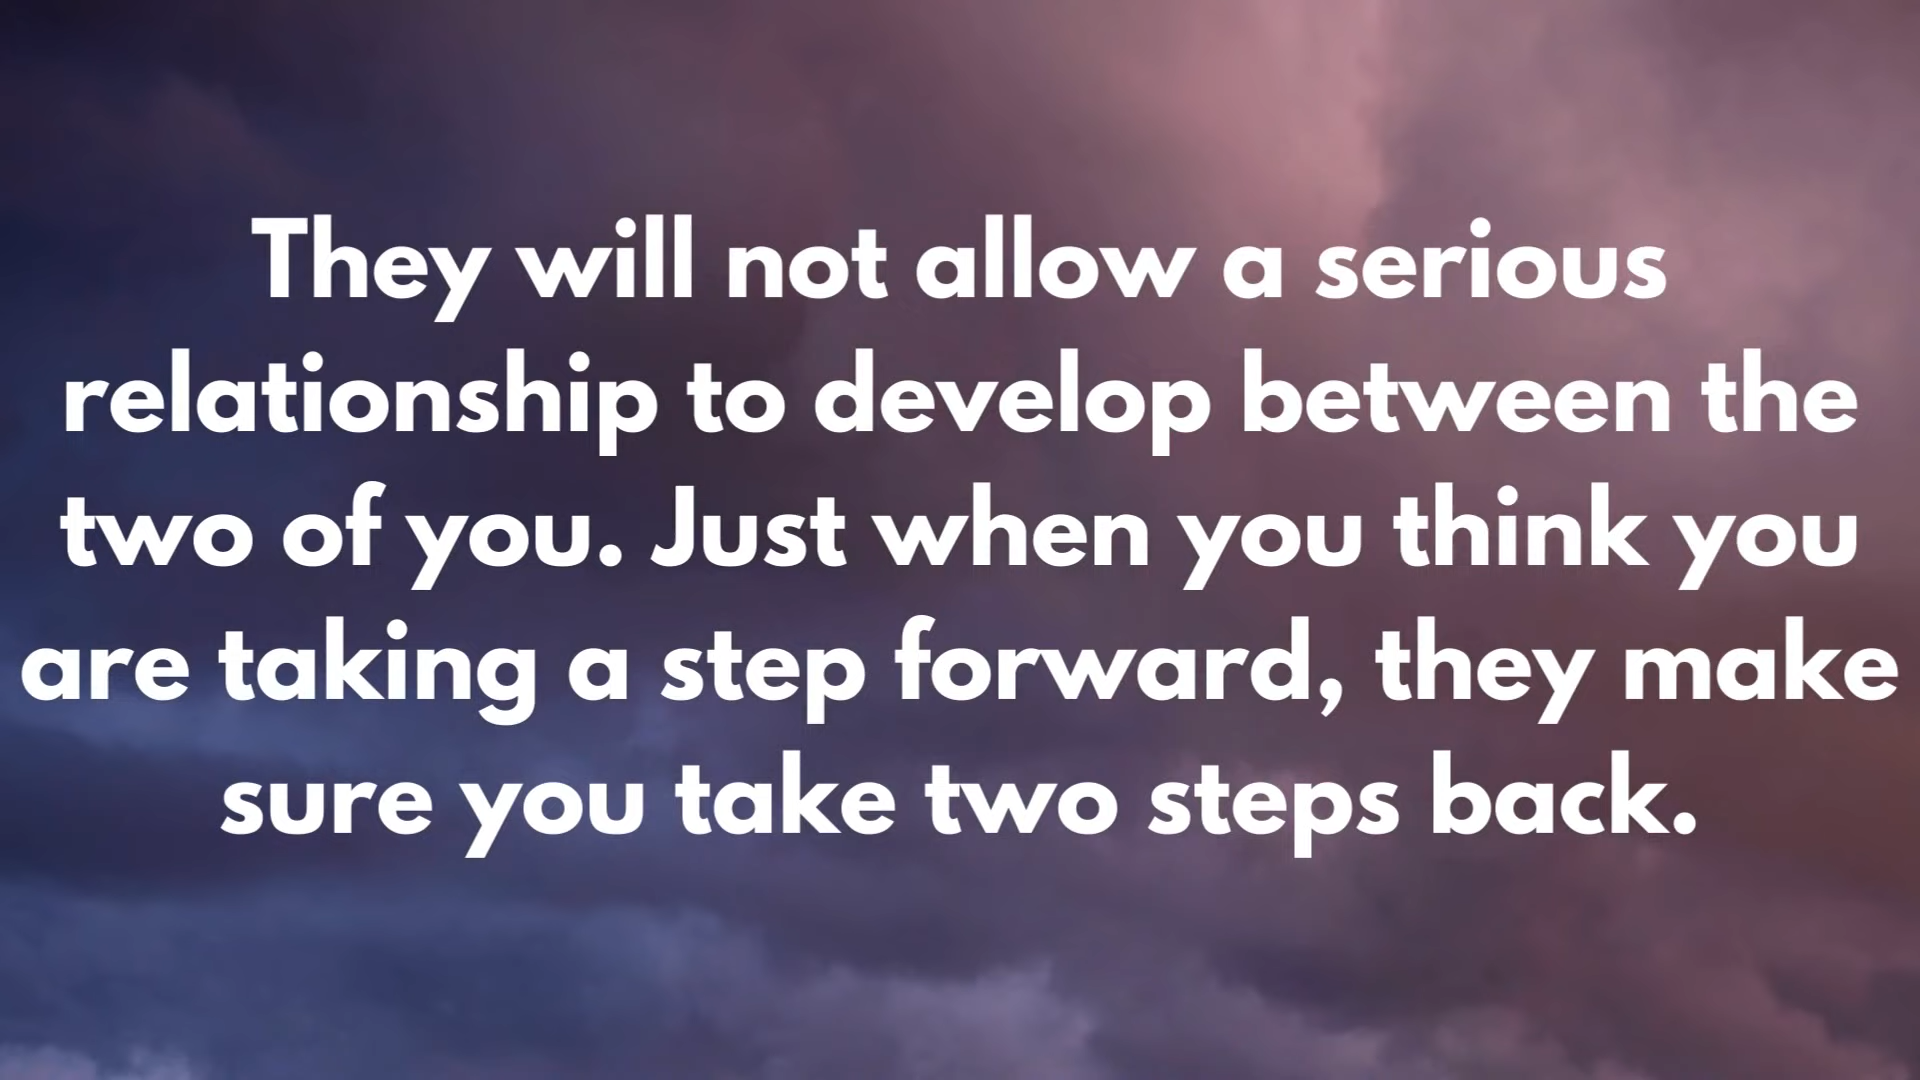 They will not allow a serious
relationship to develop between the
two of you. Just when you think you
are taking a step forward, they make
sure you take two steps back.